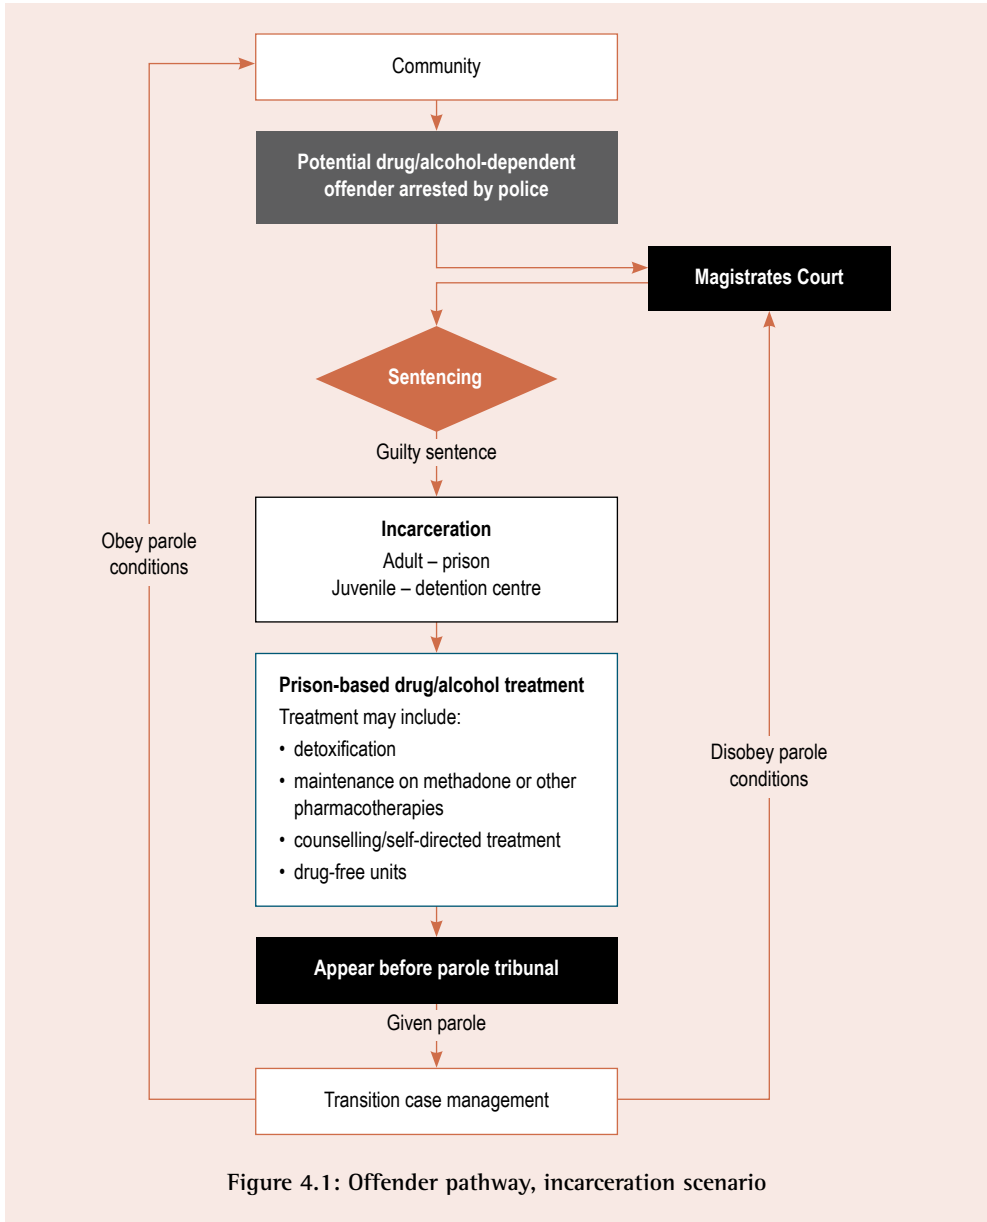 Community
Potential drug/alcohol-dependent
offender arrested by police
Magistrates Court
Sentencing
Guilty sentence
Incarceration
Adult – prison
Juvenile – detention centre
Obey parole
conditions
Prison-based drug/alcohol treatment
Treatment may include:
• detoxification
• maintenance on methadone or other
pharmacotherapies
• counselling/self-directed treatment
• drug-free units
Disobey parole
conditions
Appear before parole tribunal
Given parole
Transition case management
Figure 4.1: Offender pathway, incarceration scenario